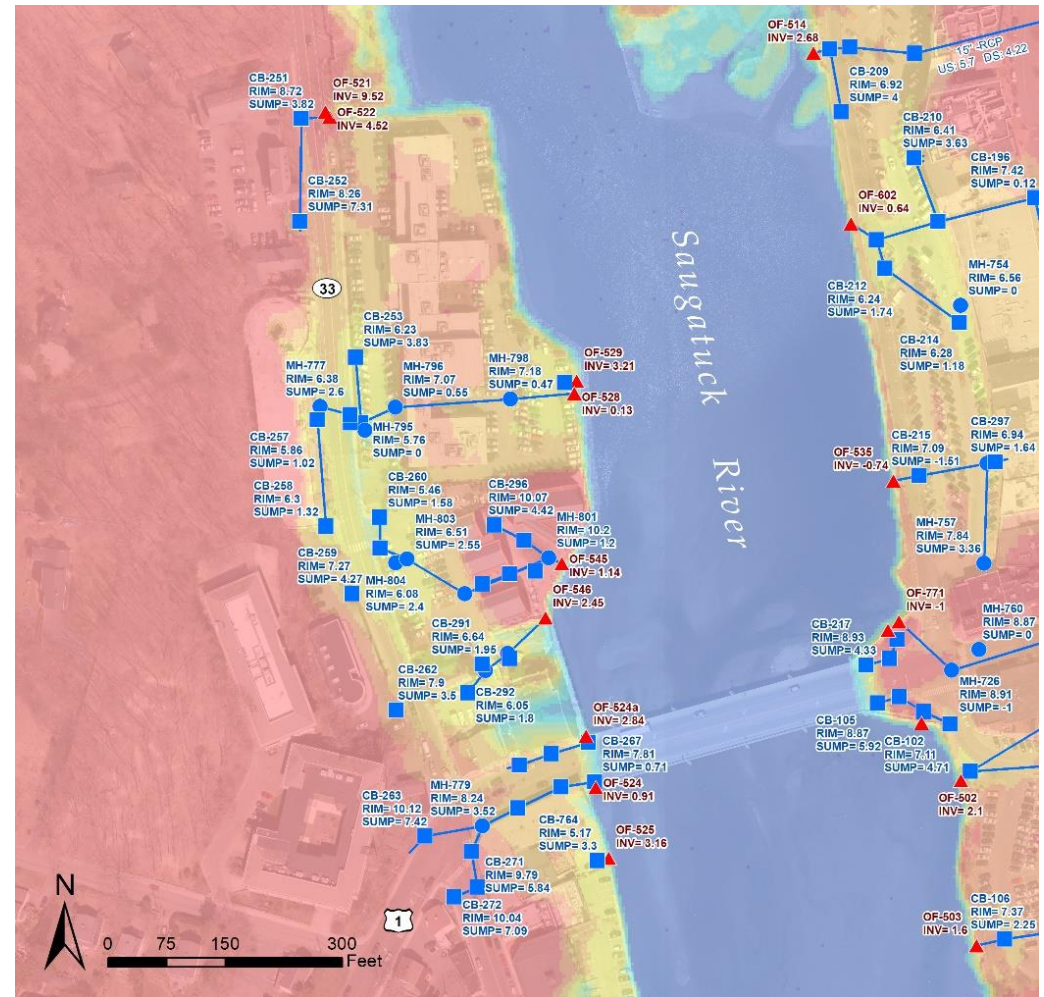 OF-514
INV= 2.68
15" -RCP
US: 5.7 DS: 4.22
CB-209
RIM= 6.92
SUMP= 4
CB-251
RIM= 8.72
SUMP= 3.82
OF-521
INV= 9.52
OF-522
INV= 4.52
CB-210
RIM= 6.41
SUMP= 3.63
CB-196
RIM= 7.42
SUMP= 0.12
CB-252
RIM= 8.26
SUMP= 7.31
OF-602
INV= 0.64
Saugatuck
River
MH-754
RIM= 6.56
SUMP= 0
33
CB-212
RIM= 6.24
SUMP= 1.74
CB-253
RIM= 6.23
SUMP= 3.83
CB-214
RIM= 6.28
SUMP= 1.18
MH-777
RIM= 6.38
SUMP= 2.6
MH-796
RIM= 7.07
SUMP= 0.55
MH-798
RIM= 7.18
SUMP= 0.47
OF-529
INV= 3.21
OF-528
INV= 0.13
MH-795
RIM= 5.76
SUMP= 0
CB-257
RIM= 5.86
SUMP= 1.02
CB-297
RIM= 6.94
SUMP= 1.64
CB-215
RIM= 7.09
SUMP= -1.51
OF-535
INV= -0.74
CB-258
RIM= 6.3
SUMP= 1.32
CB-260
RIM= 5.46
SUMP= 1.58
CB-296
RIM= 10.07
SUMP= 4.42
MH-803
RIM= 6.51
SUMP= 2.55
MH-801
RIM= 10.2
SUMP= 1.2
MH-757
RIM= 7.84
SUMP= 3.36
CB-259
RIM= 7.27
SUMP= 4.27
OF-545
INV= 1.14
MH-804
RIM= 6.08
SUMP= 2.4
OF-546
INV= 2.45
OF-771
INV= -1
MH-760
RIM= 8.87
SUMP= 0
CB-291
RIM= 6.64
SUMP= 1.95
CB-217
RIM= 8.93
SUMP= 4.33
CB-262
RIM= 7.9
SUMP= 3.5
CB-292
RIM= 6.05
SUMP= 1.8
MH-726
RIM= 8.91
SUMP= -1
OF-524a
INV= 2.84
CB-105
RIM= 8.87
SUMP= 5.92
CB-102
RIM= 7.11
SUMP= 4.71
CB-267
RIM= 7.81
SUMP= 0.71
OF-524
INV= 0.91
MH-779
RIM= 8.24
SUMP= 3.52
CB-263
RIM= 10.12
SUMP= 7.42
OF-502
INV= 2.1
CB-764
RIM= 5.17
SUMP= 3.3
OF-525
INV= 3.16
CB-271
RIM= 9.79
SUMP= 5.84
CB-272
RIM= 10.04
SUMP= 7.09
CB-106
RIM= 7.37
SUMP= 2.25
OF-503
INV= 1.6
N
1
0 75 150 300
Feet